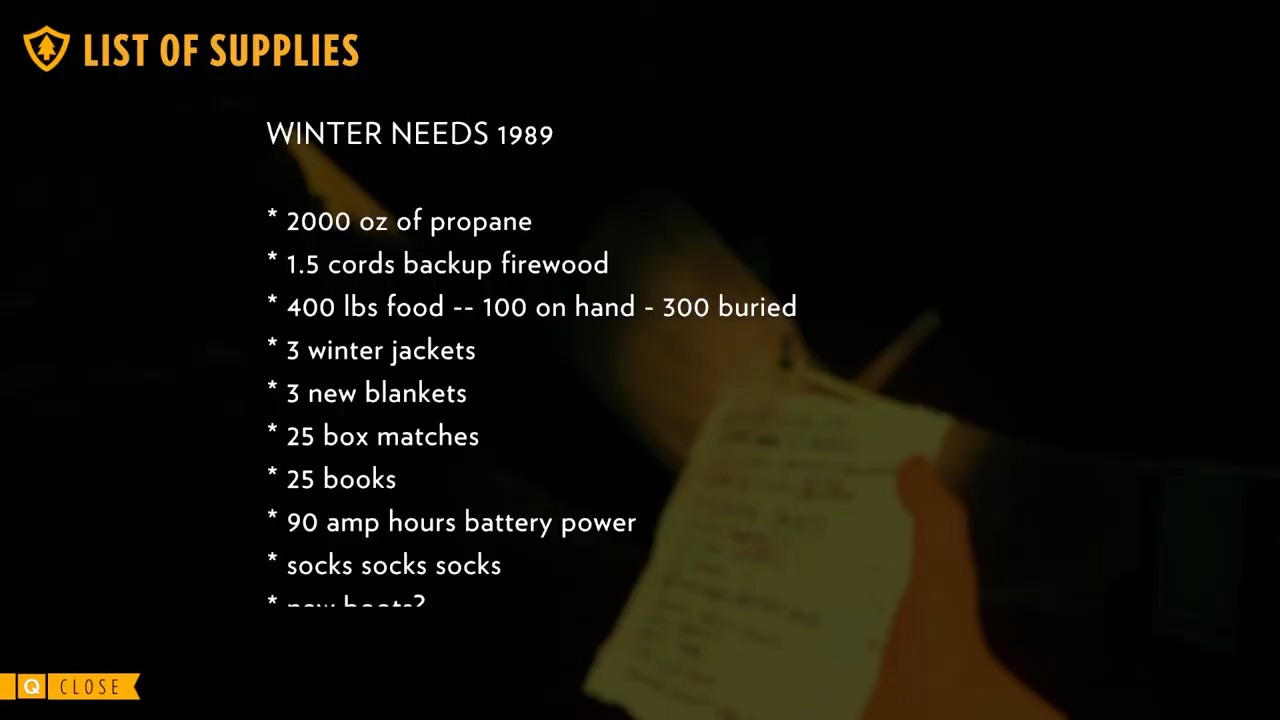 LIST OF SUPPLIES
WINTER NEEDS 1989
* 2000 oz of propane
* 1.5 cords backup firewood
* 400 lbs food -- 100 on hand - 300 buried
* 3 winter jackets
* 3 new blankets
* 25 box matches
* 25 books
* 90 amp hours battery power
* socks socks socks
* new boots?
Q CLOSE